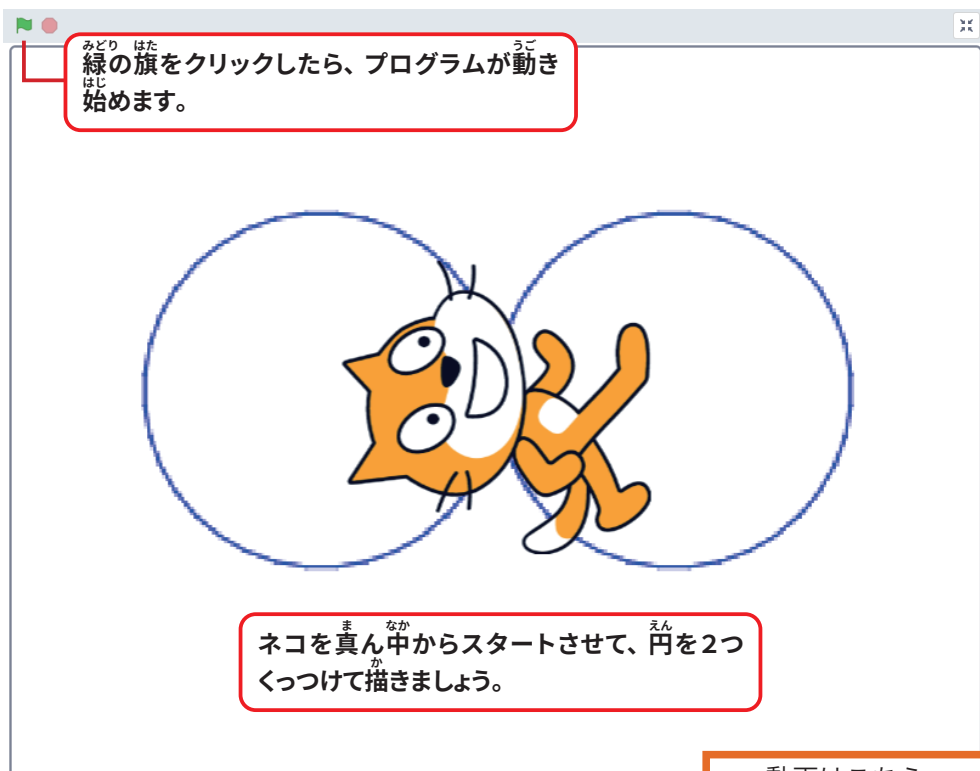 緑の旗をクリックしたら、プログラムが動き
始めます。
ネコを真ん中からスタートさせて、円を２つ
くっつけて描きましょう。